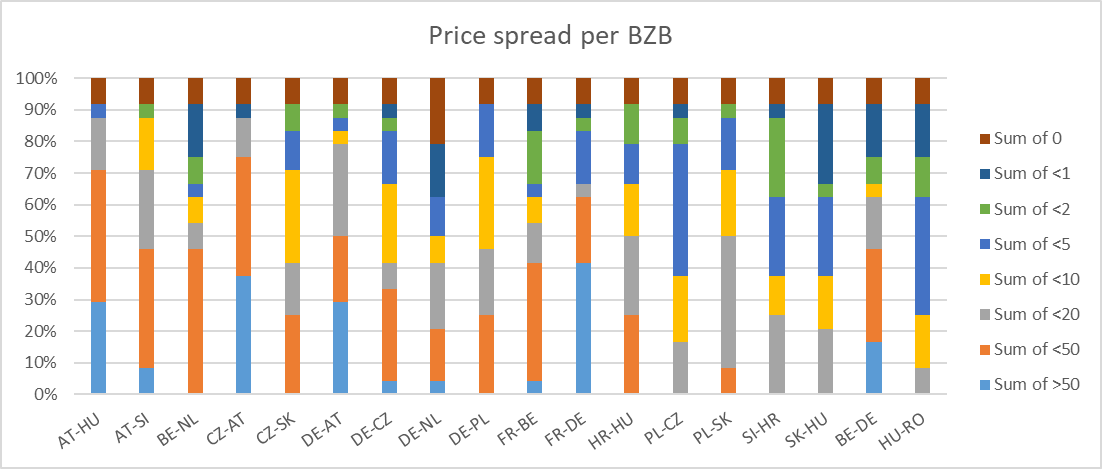 Price spread per BZB
100%
90%
80%
70%
60%
50%
40%
30%
20%
10%
0%
AT-HU
AT-SI
BE-NL
CZ-AT
CZ-SK
DE-AT
DE-CZ
DE-NL
DE-PL
FR-BE
FR-DE
HR-HU
PL-CZ
PL-SK
SI-HR
SK-HU
BE-DE
HU-RO
Sum of 0
Sum of <1
Sum of <2
Sum of <5
Sum of <10
Sum of <20
Sum of <50
Sum of >50